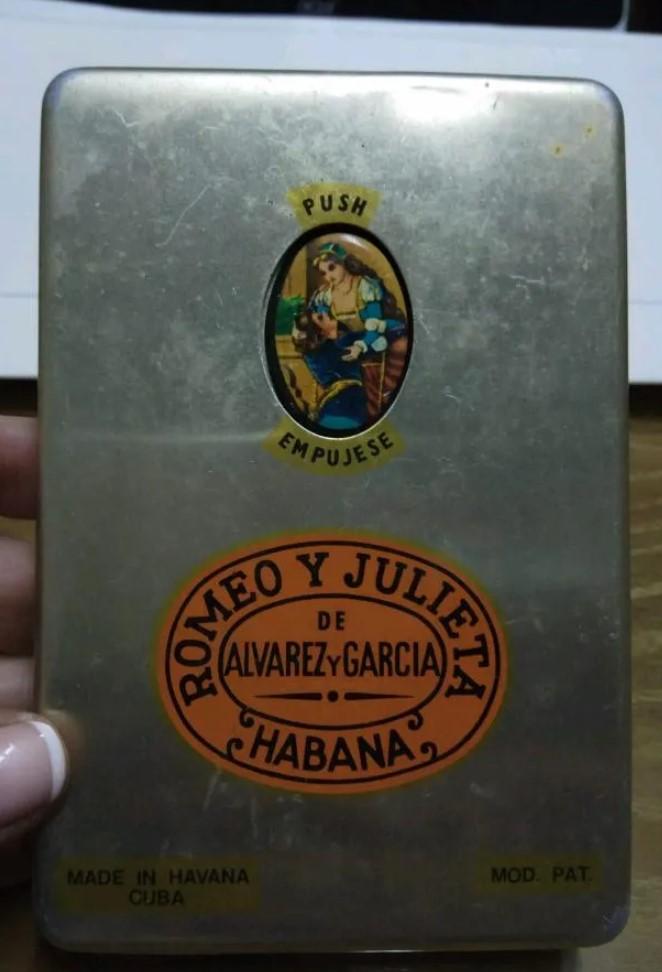 PUSH
EMPUJESE
ROMEO Y JULIETA
DE
ALVAREZ Y GARCIA
HABANA
MADE IN HAVANA
CUBA
MOD. PAT.